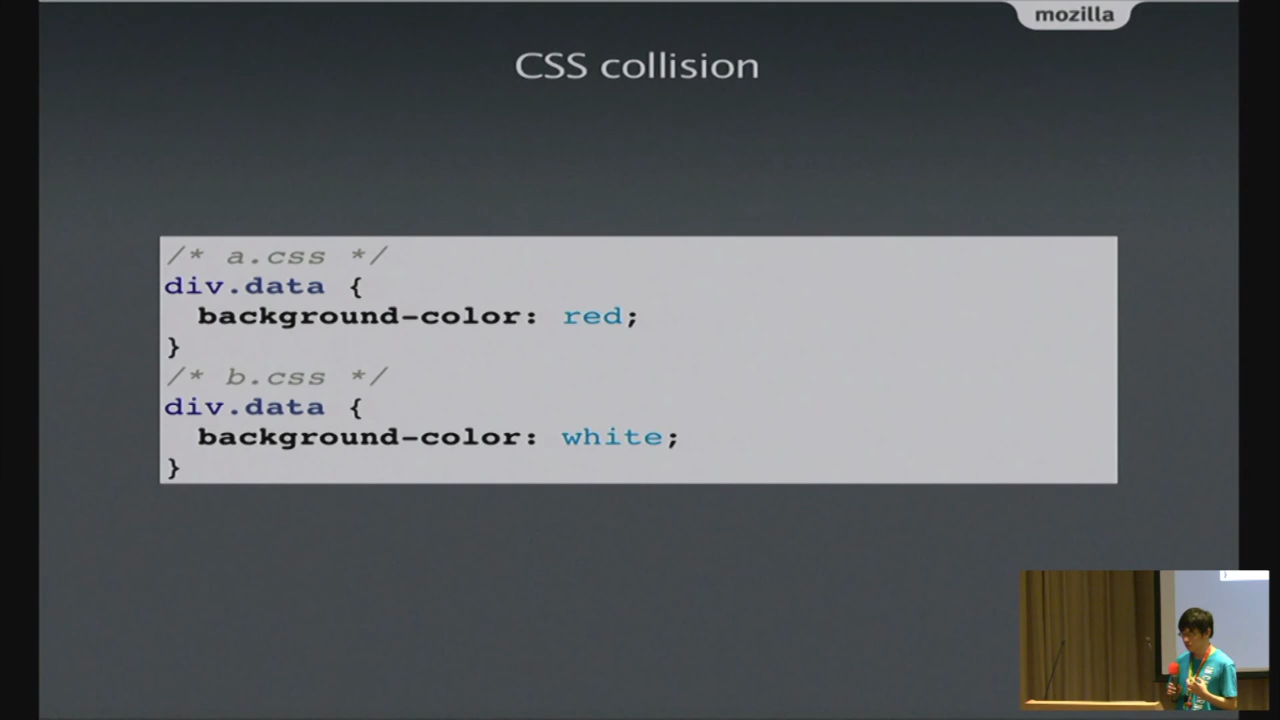 mozilla
CSS collision
/* a.css */
div.data {
  background-color: red;
}
/* b.css */
div.data {
  background-color: white;
}